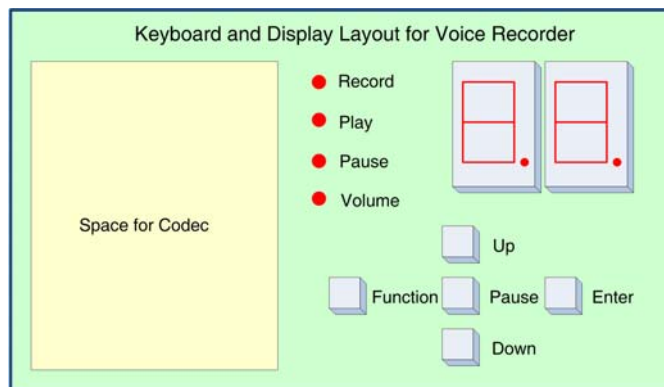 Keyboard and Display Layout for Voice Recorder
Record
Play
Pause
Volume
Space for Codec
Up
Function
Pause
Enter
Down